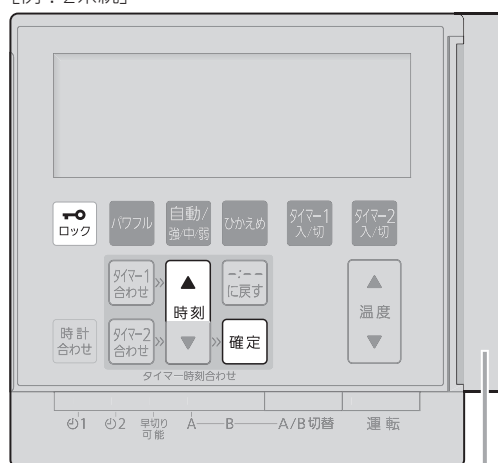 ロック
パワフル
自動/
強・中・弱
ひかえめ
タイマー1
入/切
タイマー2
入/切
タイマー1
合わせ
»
▲
時刻
▼
-:--
に戻す
時計
合わせ
タイマー2
合わせ
»
»
確定
▲
温度
▼
タイマー時刻合わせ
1
2
早切り
可能
A
B
A/B切替
運転